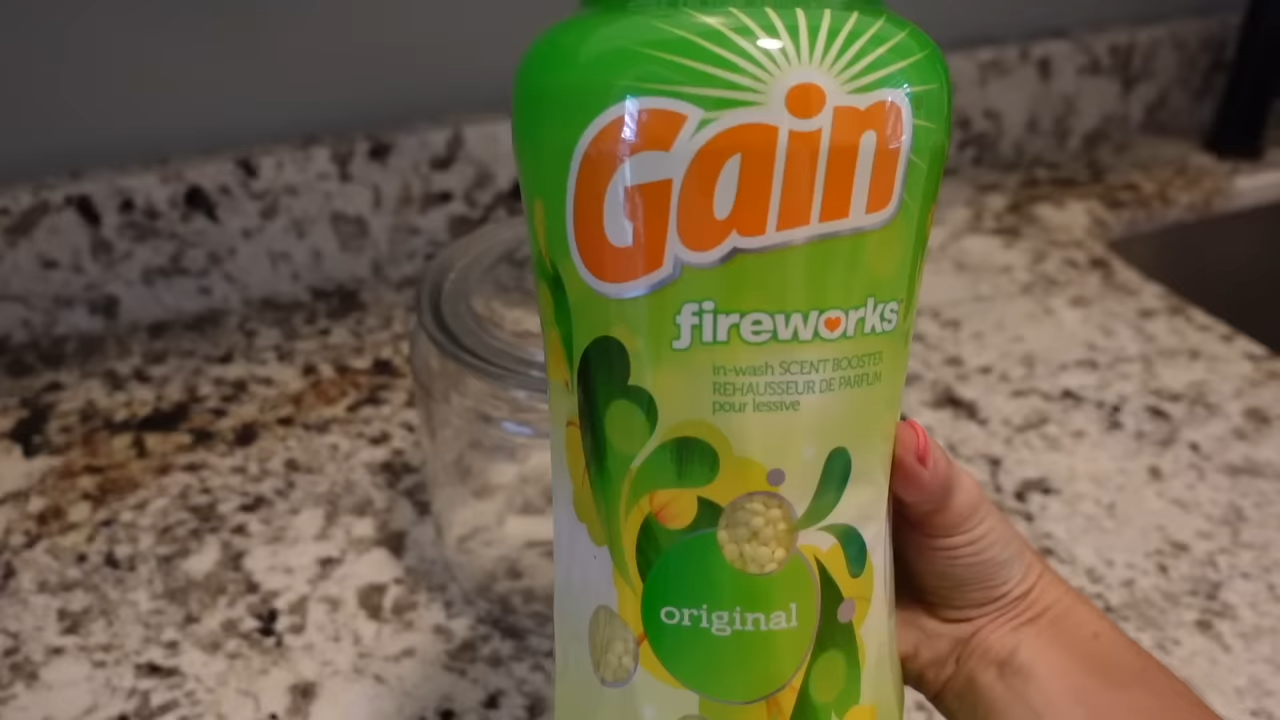 Gain
fireworks
in-wash SCENT BOOSTER
REHAUSSEUR DE PARFUM
pour lessive
original